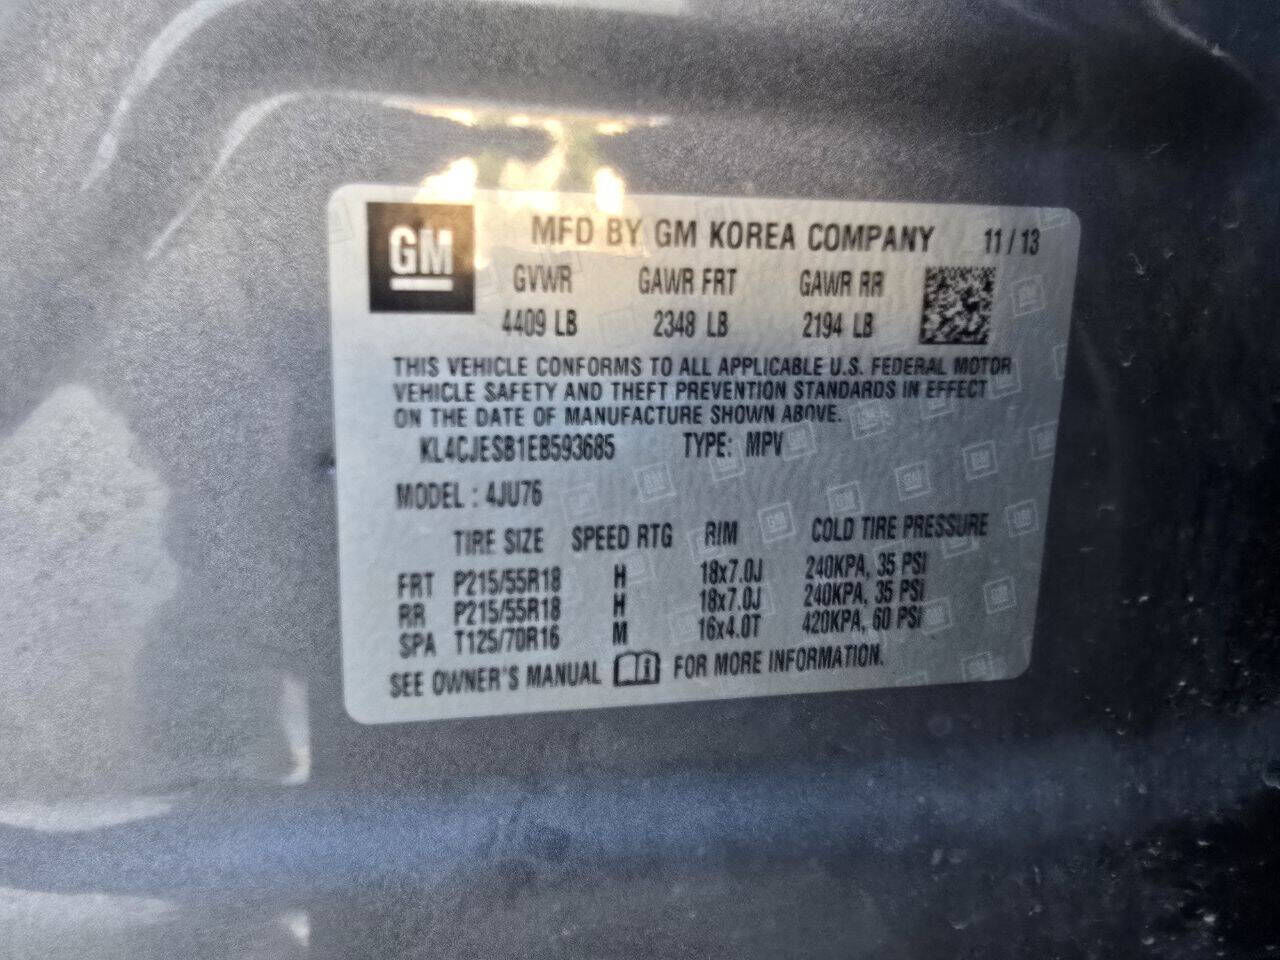 GM
MFD BY GM KOREA COMPANY 11/13
GVWR GAWR FRT GAWR RR
4409 LB 2348 LB 2194 LB
THIS VEHICLE CONFORMS TO ALL APPLICABLE U.S. FEDERAL MOTOR
VEHICLE SAFETY AND THEFT PREVENTION STANDARDS IN EFFECT
ON THE DATE OF MANUFACTURE SHOWN ABOVE.
KL4CJESB1EB593685 TYPE: MPV
MODEL : 4JU76
TIRE SIZE SPEED RTG RIM COLD TIRE PRESSURE
FRT P215/55R18 H 18x7.0J 240KPA, 35 PSI
RR P215/55R18 H 18x7.0J 240KPA, 35 PSI
SPA T125/70R16 M 16x4.0T 420KPA, 60 PSI
SEE OWNER'S MANUAL FOR MORE INFORMATION.